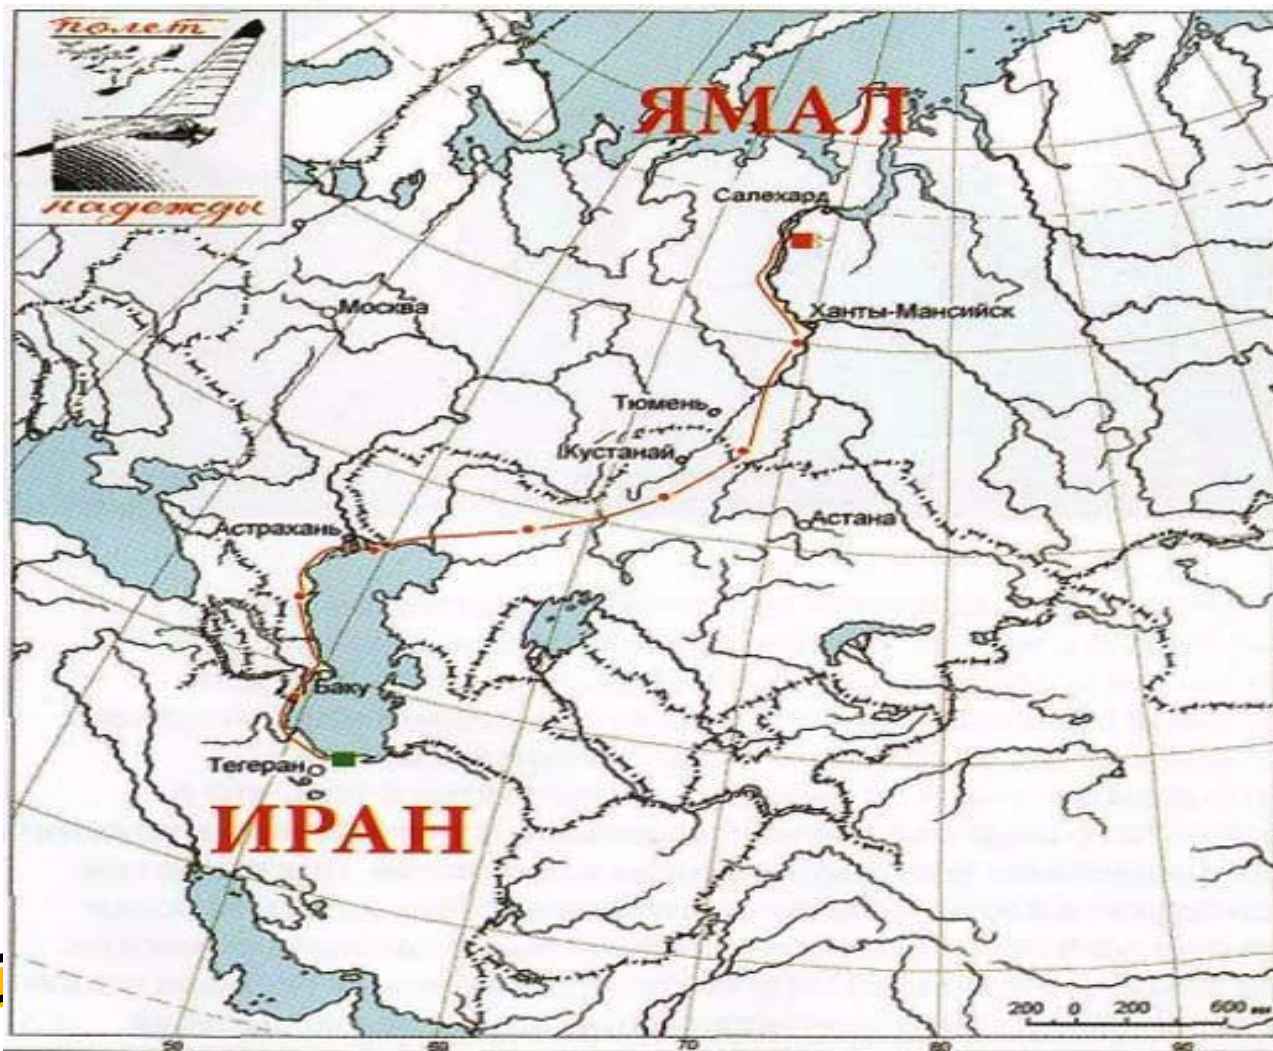 полет
надежды
ЯМАЛ
Салехард
Москва
Ханты-Мансийск
Тюмень
Кустанай
Астрахань
Астана
Баку
Тегеран
ИРАН
200 0 200 600 км
50 60 70 80 90